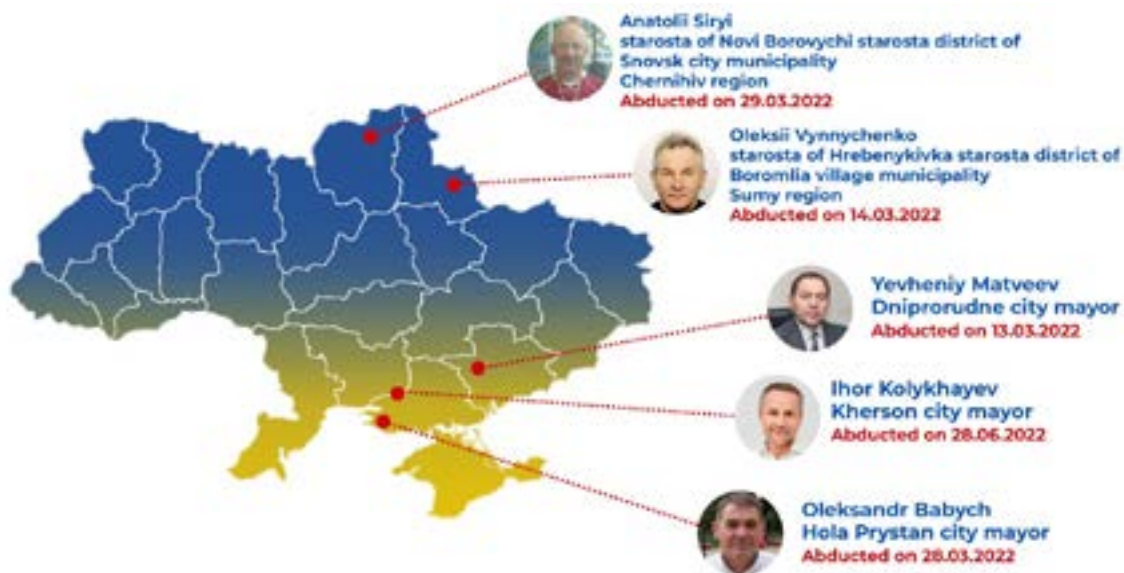 Anatolii Siryi
starosta of Novi Borovychi starosta district of
Snovsk city municipality
Chernihiv region
Abducted on 29.03.2022
Oleksii Vynnychenko
starosta of Hrebenykivka starosta district of
Boromlia village municipality
Sumy region
Abducted on 14.03.2022
Yevheniy Matveev
Dniprorudne city mayor
Abducted on 13.03.2022
Ihor Kolykhayev
Kherson city mayor
Abducted on 28.06.2022
Oleksandr Babych
Hola Prystan city mayor
Abducted on 28.03.2022